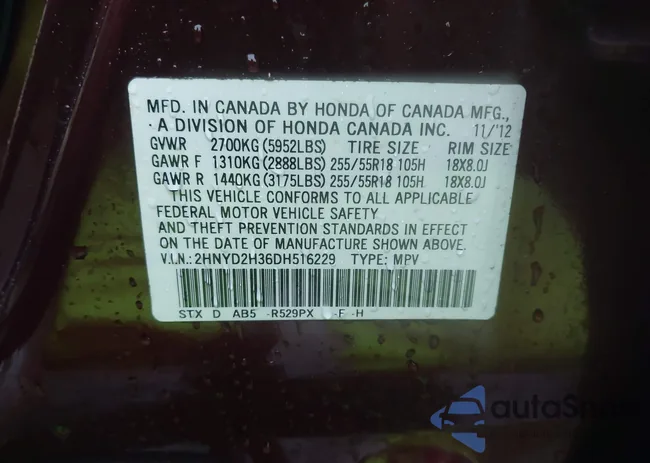 MFD. IN CANADA BY HONDA OF CANADA MFG.,
A DIVISION OF HONDA CANADA INC. 11/'12
GVWR 2700KG (5952LBS) TIRE SIZE RIM SIZE
GAWR F 1310KG (2888LBS) 255/55R18 105H 18X8.0J
GAWR R 1440KG (3175LBS) 255/55R18 105H 18X8.0J
THIS VEHICLE CONFORMS TO ALL APPLICABLE
FEDERAL MOTOR VEHICLE SAFETY
AND THEFT PREVENTION STANDARDS IN EFFECT
ON THE DATE OF MANUFACTURE SHOWN ABOVE.
V.I.N.: 2HNYD2H36DH516229 TYPE: MPV
STX D AB5 -R529PX -F -H